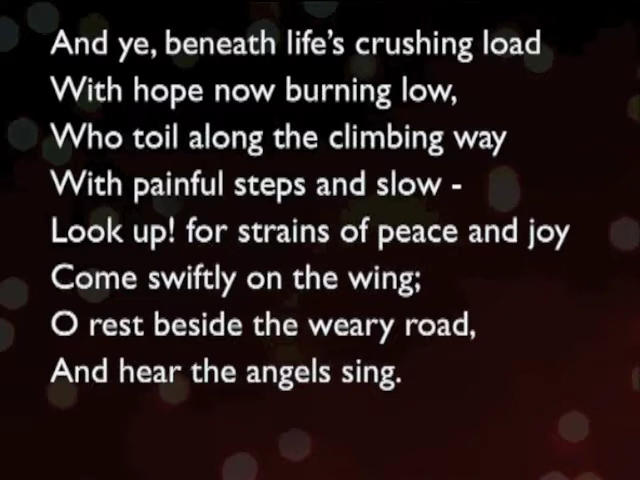 And ye, beneath life's crushing load
With hope now burning low,
Who toil along the climbing way
With painful steps and slow -
Look up! for strains of peace and joy
Come swiftly on the wing;
O rest beside the weary road,
And hear the angels sing.